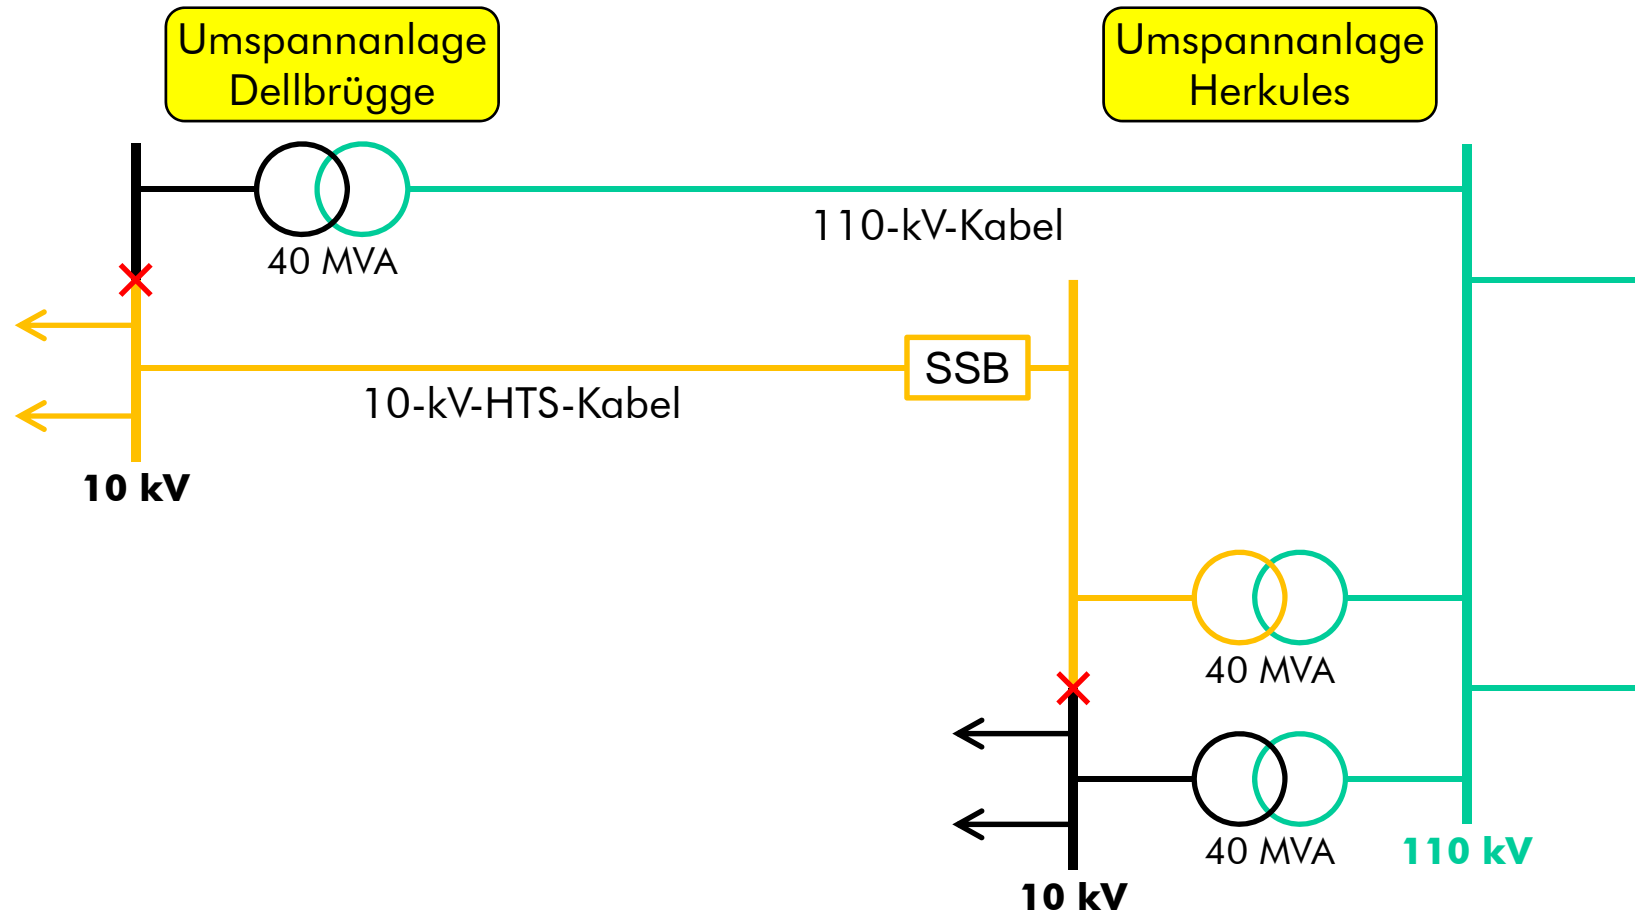 Umspannanlage
Dellbrügge
Umspannanlage
Herkules
40 MVA
110-kV-Kabel
SSB
10-kV-HTS-Kabel
10 kV
40 MVA
40 MVA
110 kV
10 kV